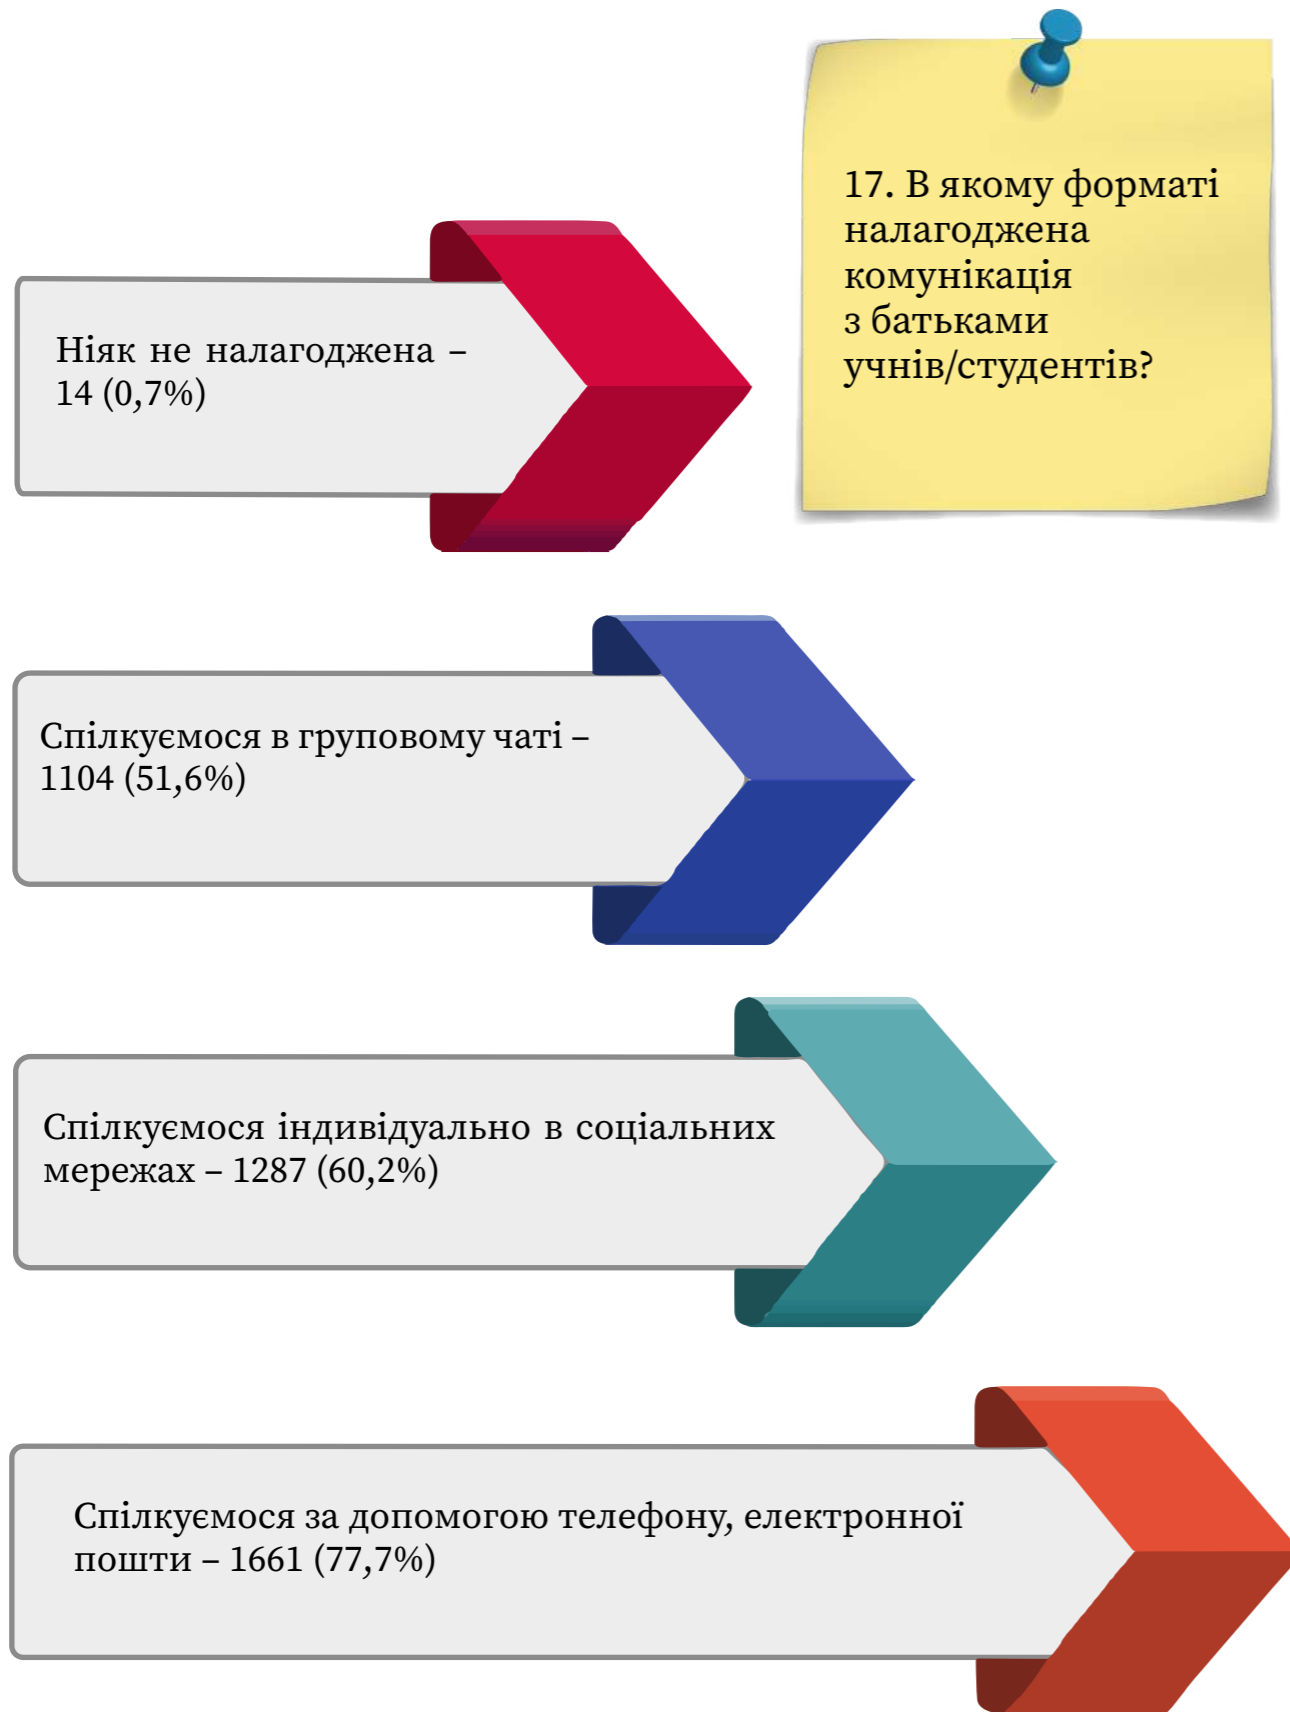 17. В якому форматі
налагоджена
комунікація
з батьками
учнів/студентів?
Ніяк не налагоджена –
14 (0,7%)
Спілкуємося в груповому чаті –
1104 (51,6%)
Спілкуємося індивідуально в соціальних
мережах – 1287 (60,2%)
Спілкуємося за допомогою телефону, електронної
пошти – 1661 (77,7%)